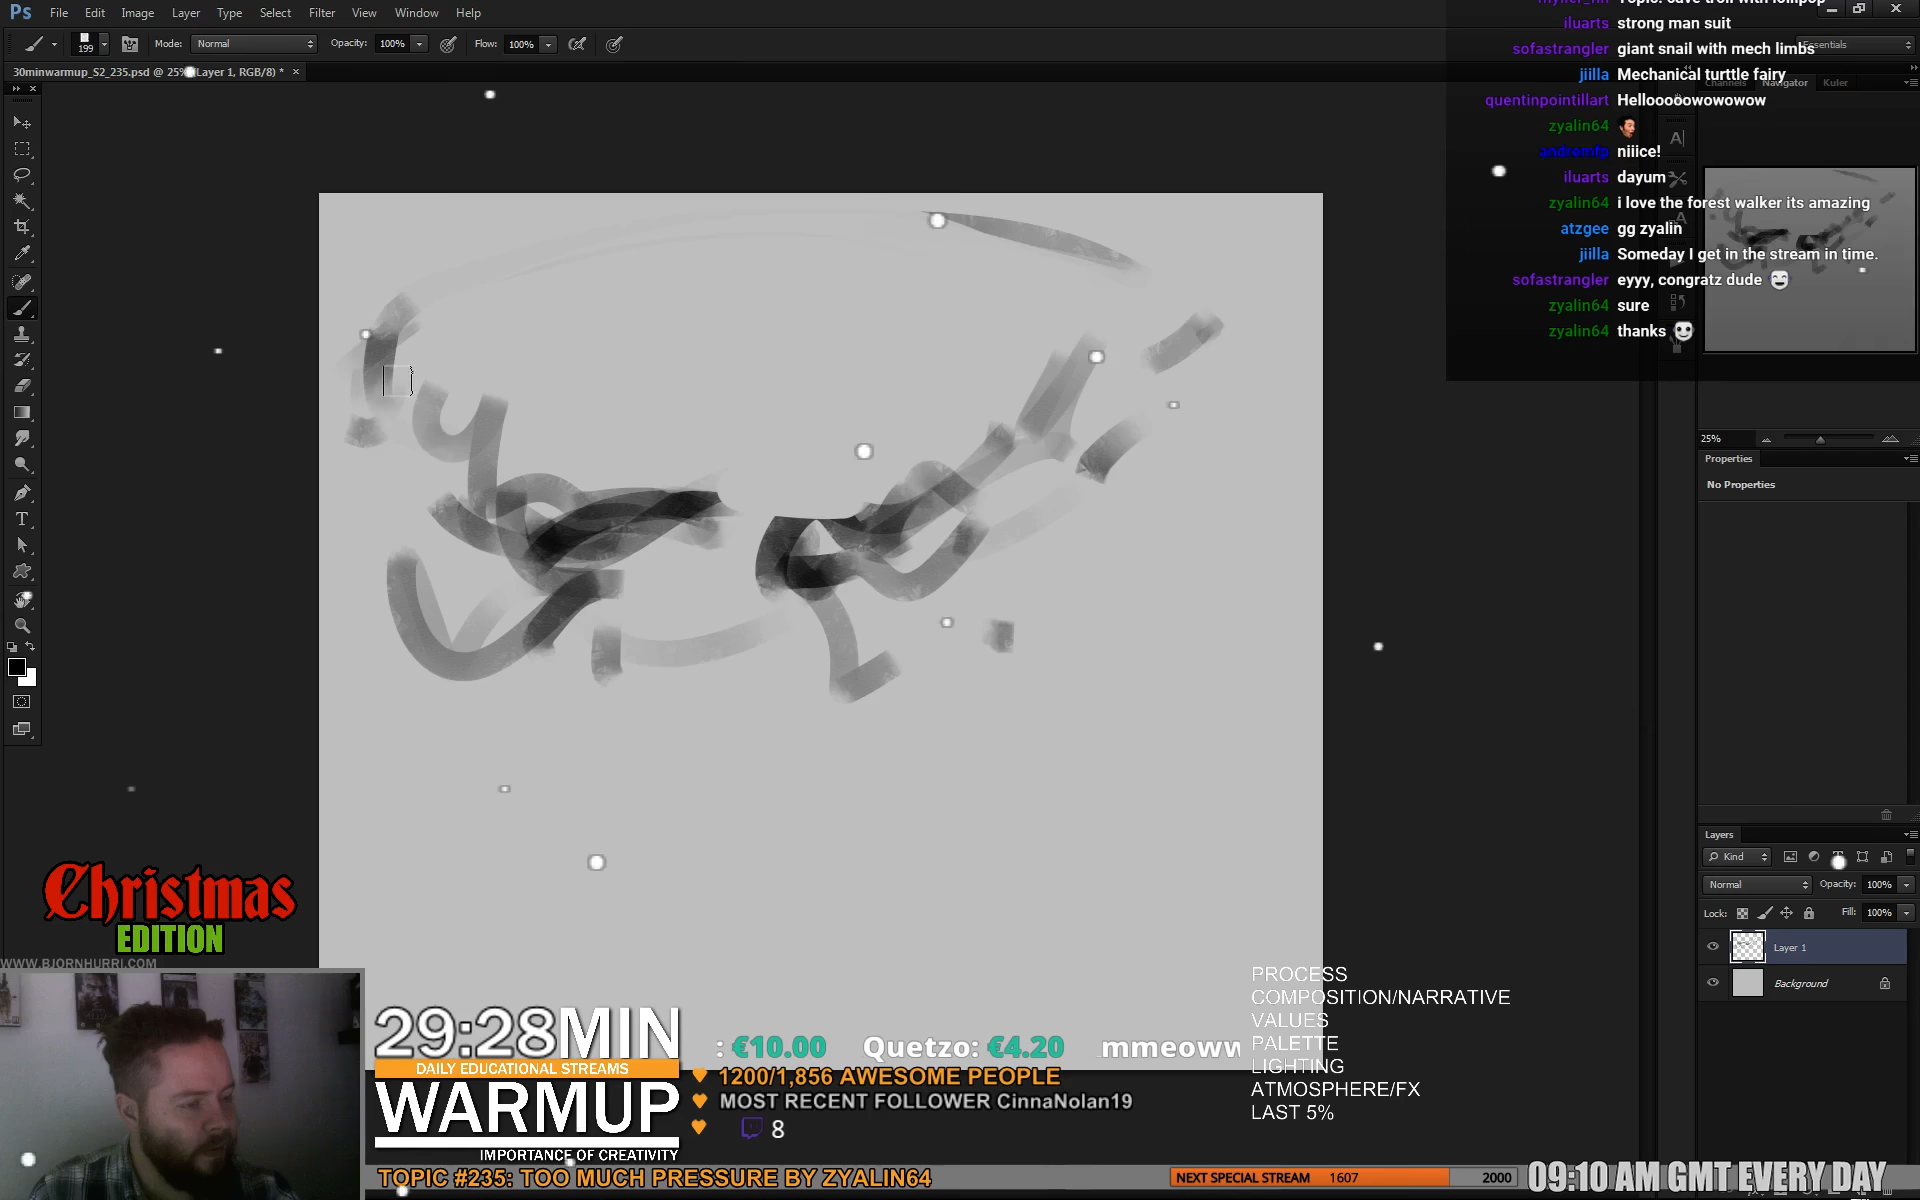 Ps File Edit Image Layer Type Select Filter View Window Help
199 Mode: Normal Opacity: 100% Flow: 100%
Essentials
30minwarmup_S2_235.psd @ 25% Layer 1, RGB/8) * ×
iluarts strong man suit
sofastrangler giant snail with mech limbs
jiilla Mechanical turttle fairy
Channels Navigator Kuler
quentinpointillart Hellooooowowowow
zyalin64
andremfp niiice!
iluarts dayum
zyalin64 i love the forest walker its amazing
atzgee gg zyalin
jiilla Someday I get in the stream in time.
sofastrangler eyyy, congratz dude
zyalin64 sure
zyalin64 thanks
25%
Properties
No Properties
Layers
Kind
Normal Opacity: 100%
Lock: Fill: 100%
Layer 1
Background
Christmas
EDITION
WWW.BJORNHURRI.COM
29:28MIN
DAILY EDUCATIONAL STREAMS
WARMUP
IMPORTANCE OF CREATIVITY
: €10.00 Quetzo: €4.20
1200/1,856 AWESOME PEOPLE
MOST RECENT FOLLOWER CinnaNolan19
8
PROCESS
COMPOSITION/NARRATIVE
VALUES
PALETTE
LIGHTING
ATMOSPHERE/FX
LAST 5%
TOPIC #235: TOO MUCH PRESSURE BY ZYALIN64
NEXT SPECIAL STREAM 1607 2000
09:10 AM GMT EVERY DAY